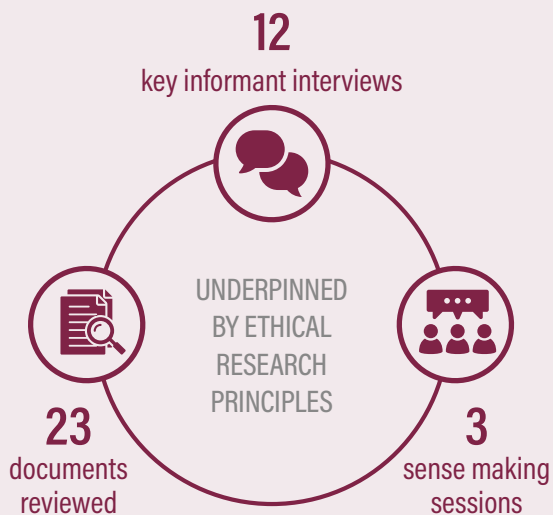 12
key informant interviews
UNDERPINNED
BY ETHICAL
RESEARCH
PRINCIPLES
23
documents
reviewed
3
sense making
sessions